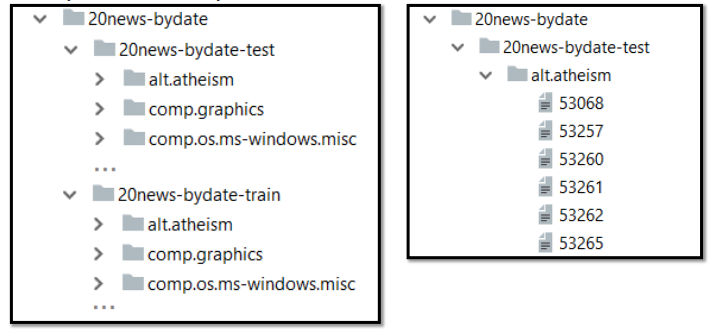 20news-bydate
20news-bydate-test
alt.atheism
comp.graphics
comp.os.ms-windows.misc
...
20news-bydate-train
alt.atheism
comp.graphics
comp.os.ms-windows.misc
...
20news-bydate
20news-bydate-test
alt.atheism
53068
53257
53260
53261
53262
53265